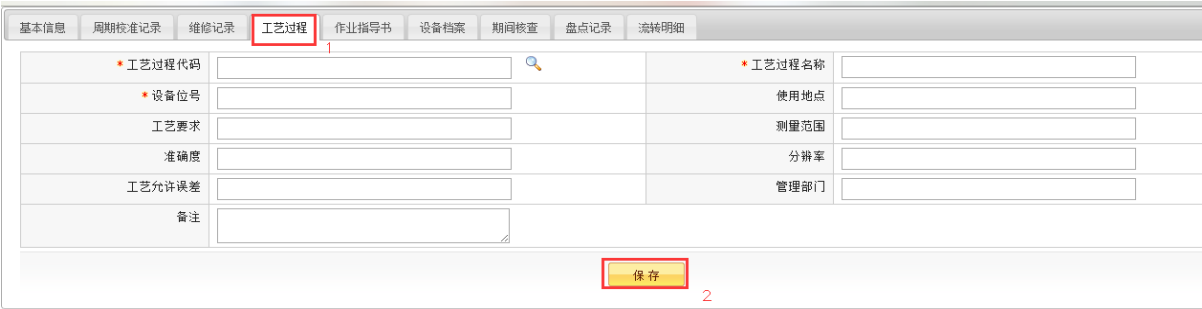 基本信息 周期校准记录 维修记录 工艺过程 作业指导书 设备档案 期间核查 盘点记录 流转明细
1
* 工艺过程代码 * 工艺过程名称
* 设备位号 使用地点
工艺要求 测量范围
准确度 分辨率
工艺允许误差 管理部门
备注
保存
2